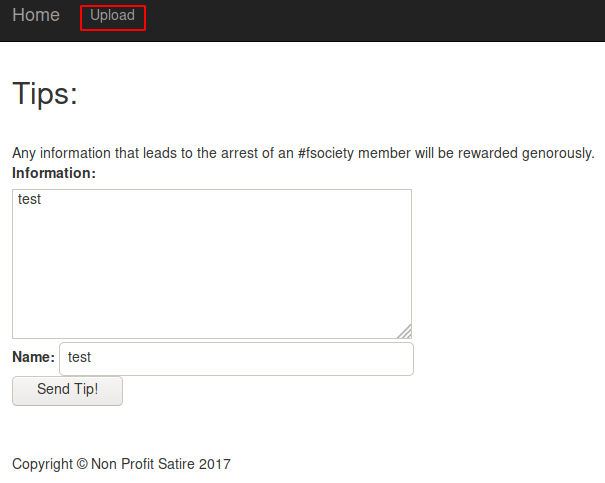 Home Upload
Tips:
Any information that leads to the arrest of an #fsociety member will be rewarded genorously.
Information:
test
Name: test
Send Tip!
Copyright © Non Profit Satire 2017